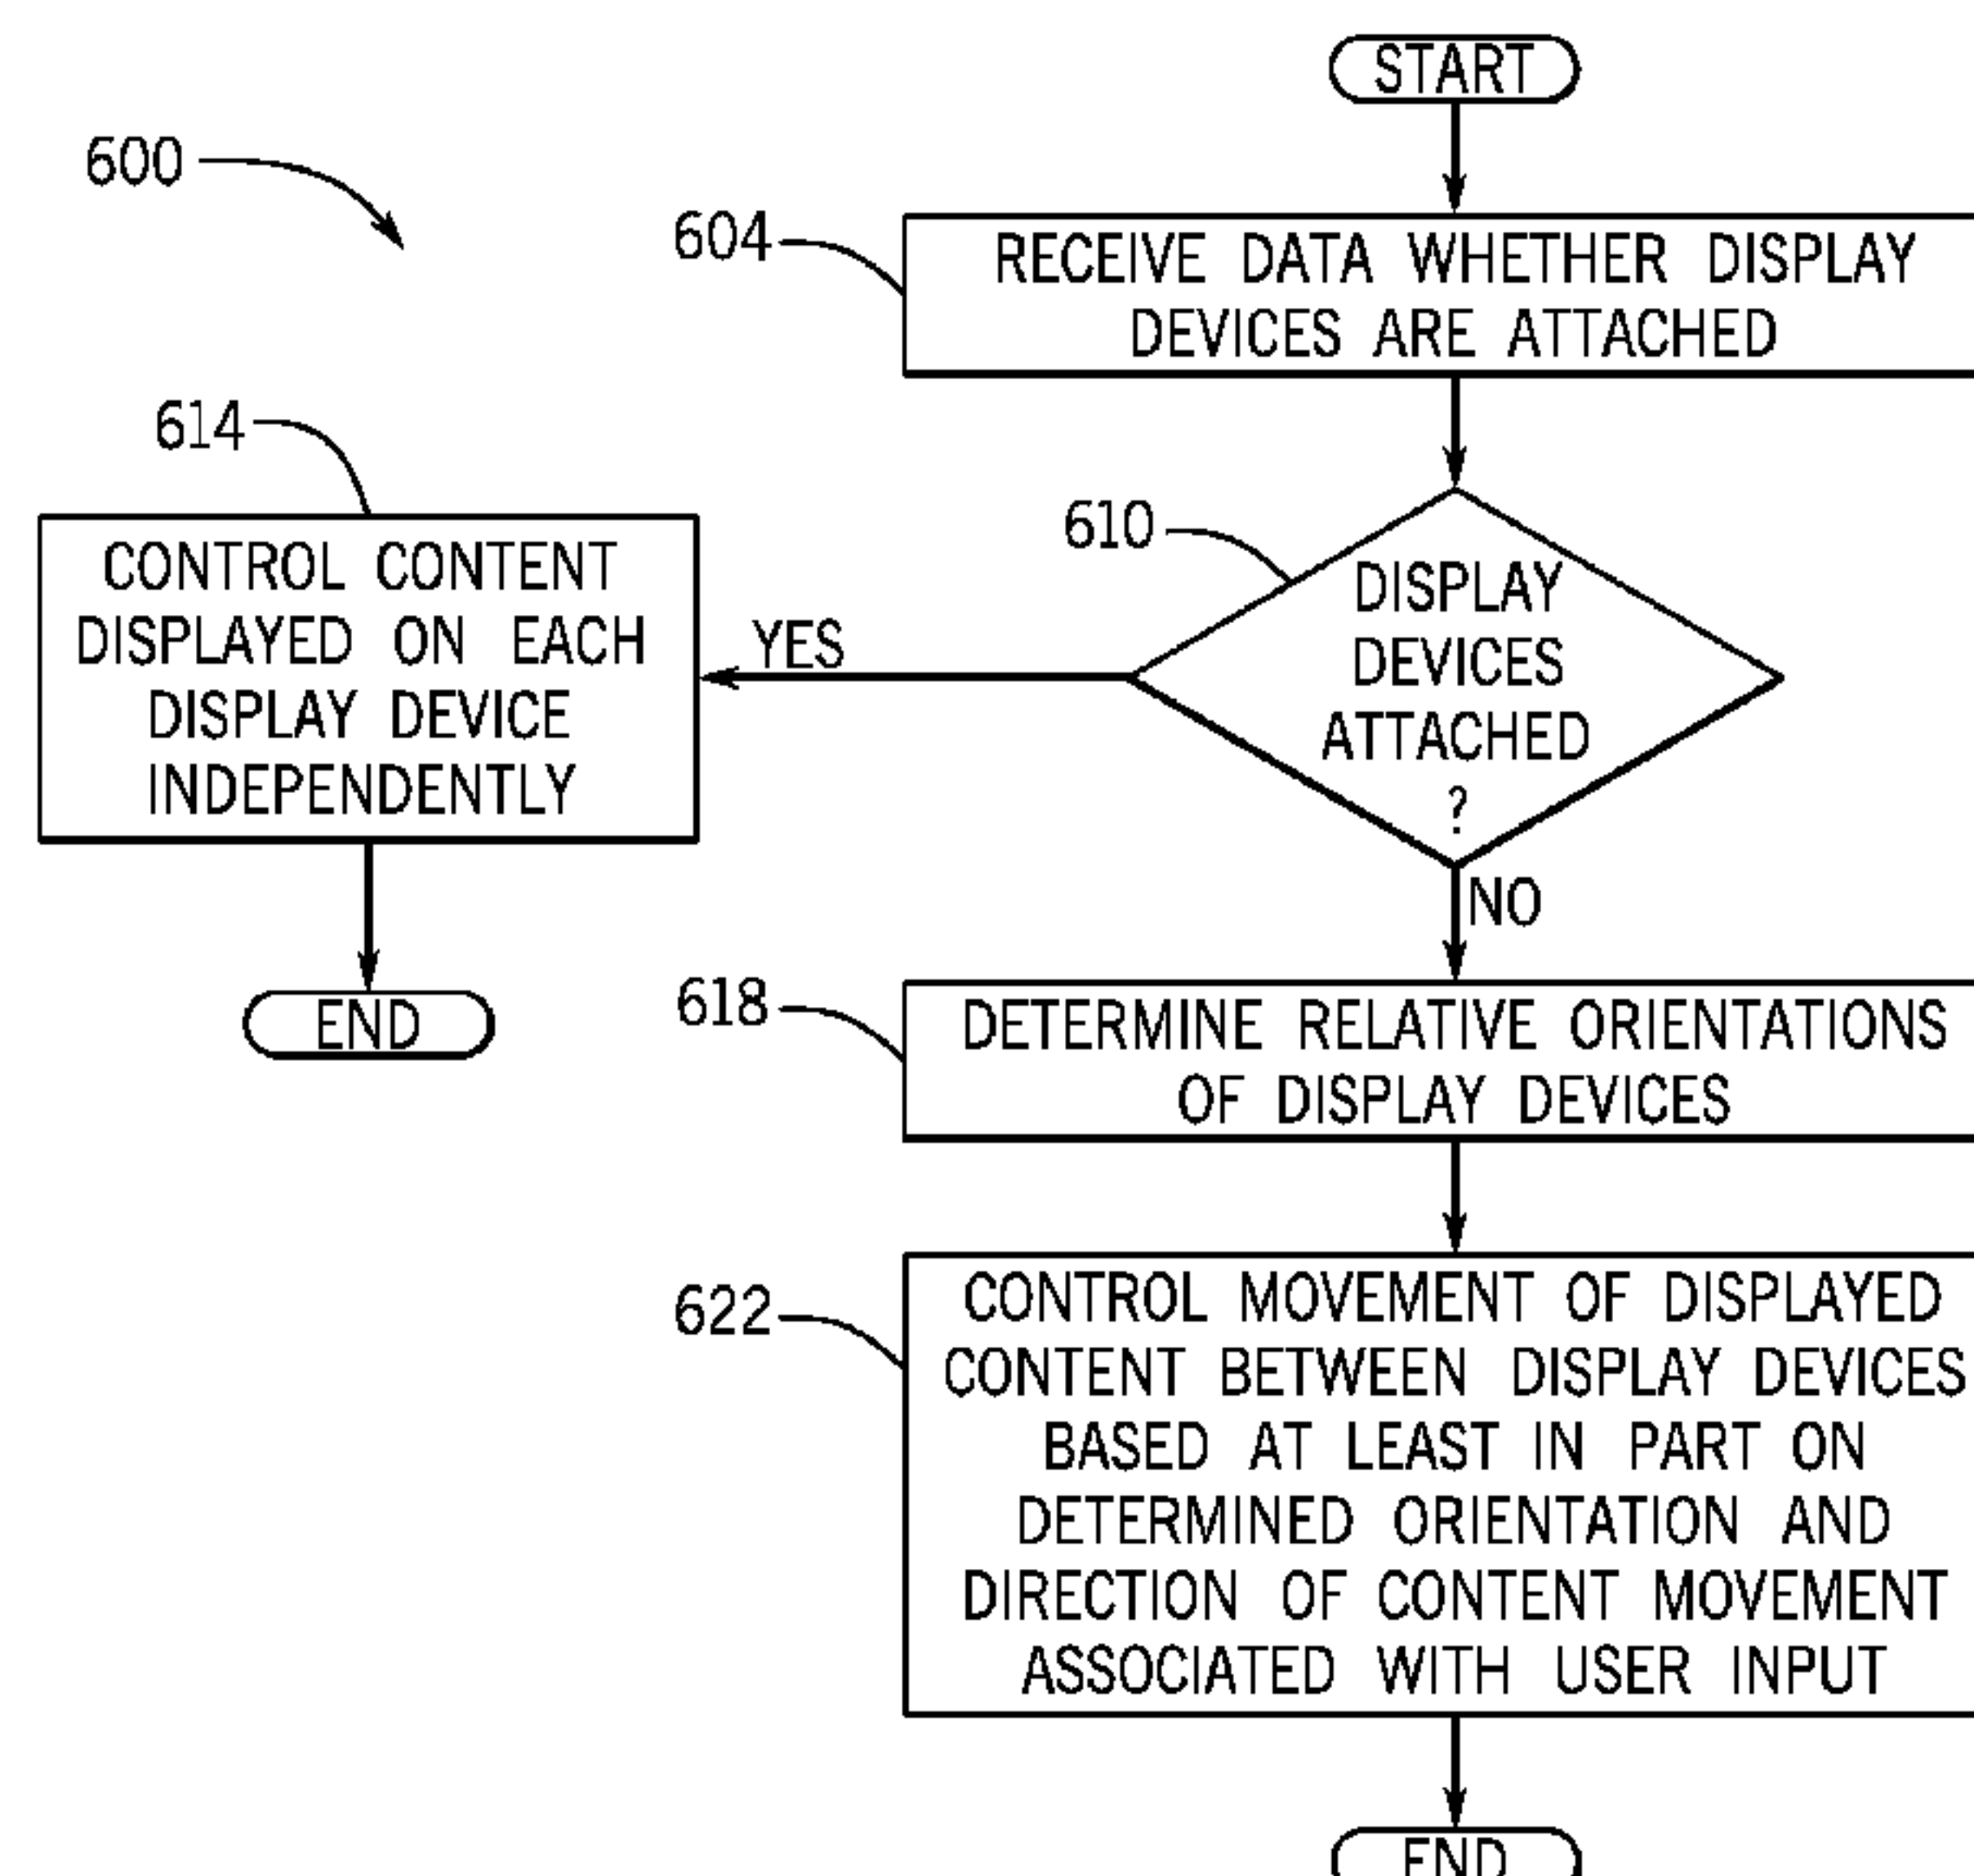 START
600
604
RECEIVE DATA WHETHER DISPLAY
DEVICES ARE ATTACHED
614
CONTROL CONTENT
DISPLAYED ON EACH
DISPLAY DEVICE
INDEPENDENTLY
610
DISPLAY
DEVICES
ATTACHED
?
YES
NO
END
618
DETERMINE RELATIVE ORIENTATIONS
OF DISPLAY DEVICES
622
CONTROL MOVEMENT OF DISPLAYED
CONTENT BETWEEN DISPLAY DEVICES
BASED AT LEAST IN PART ON
DETERMINED ORIENTATION AND
DIRECTION OF CONTENT MOVEMENT
ASSOCIATED WITH USER INPUT
END